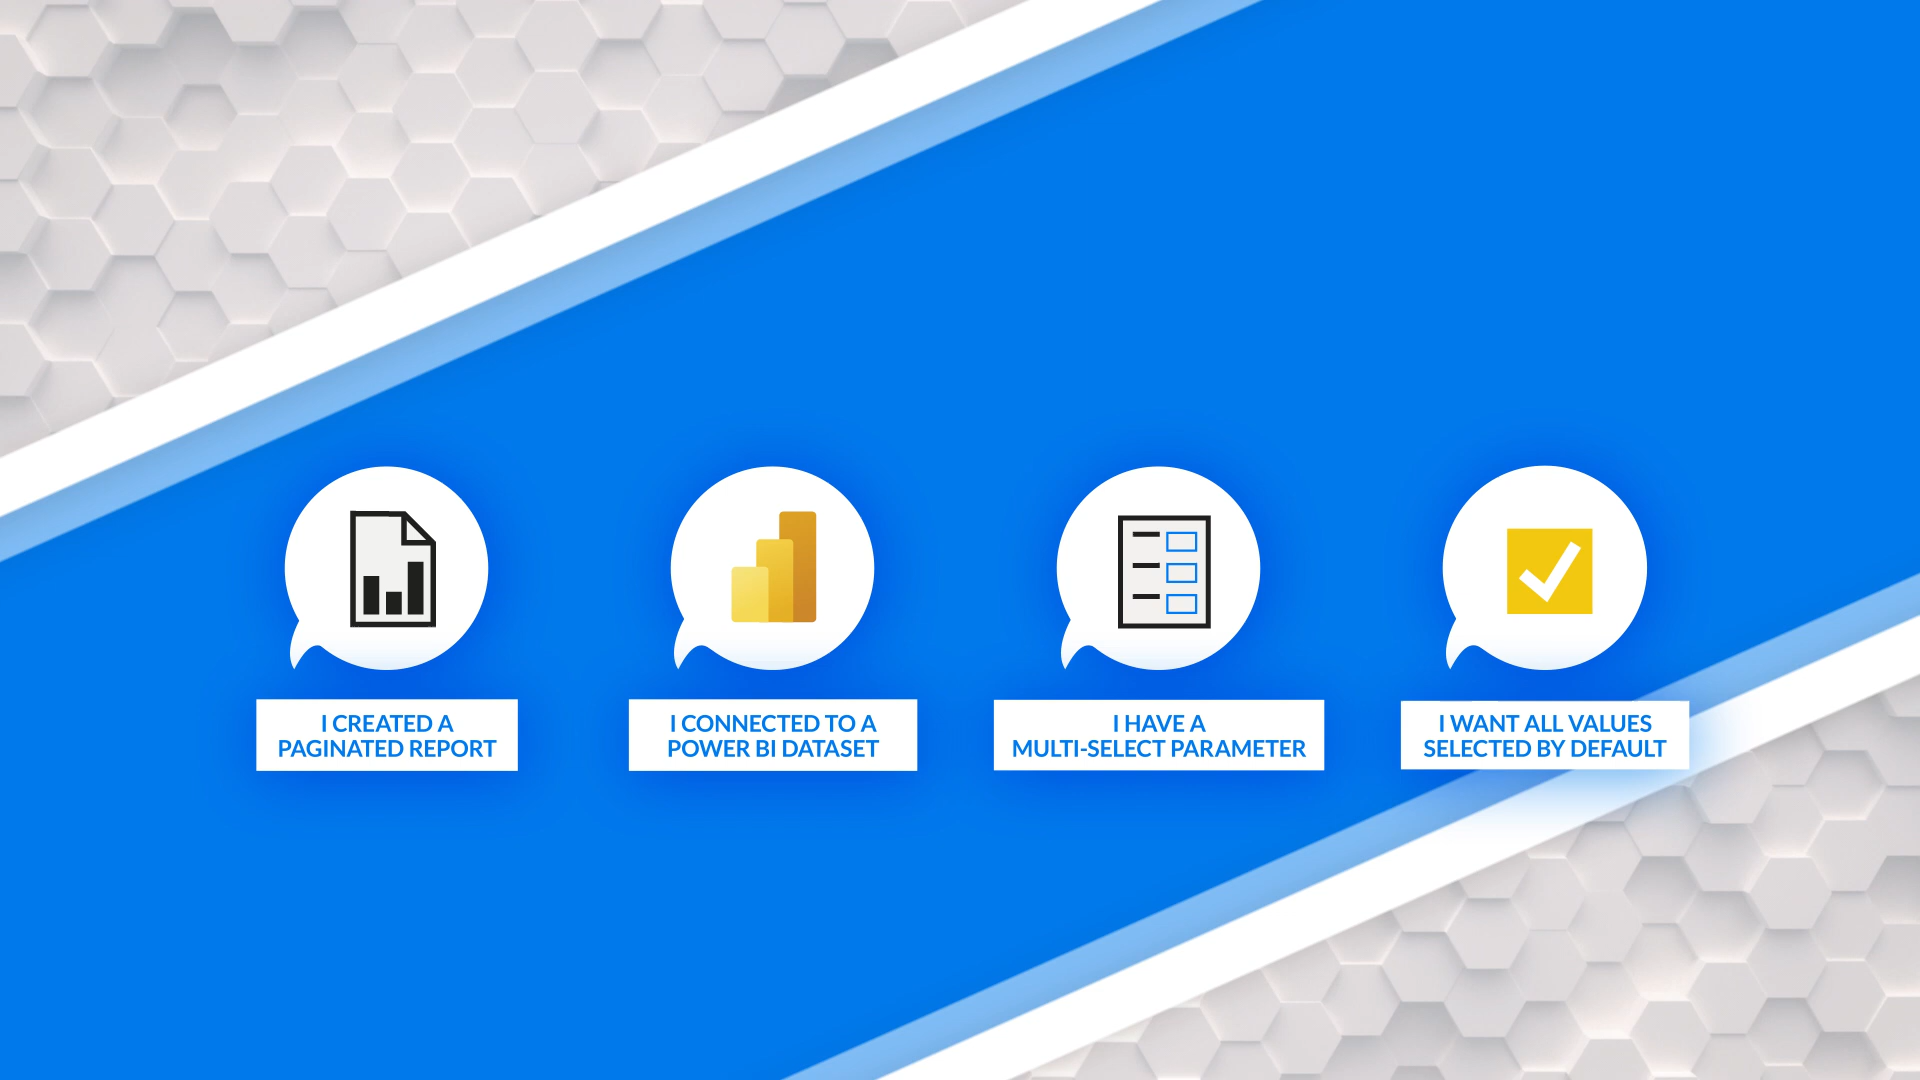 I CREATED A
PAGINATED REPORT
I CONNECTED TO A
POWER BI DATASET
I HAVE A
MULTI-SELECT PARAMETER
I WANT ALL VALUES
SELECTED BY DEFAULT